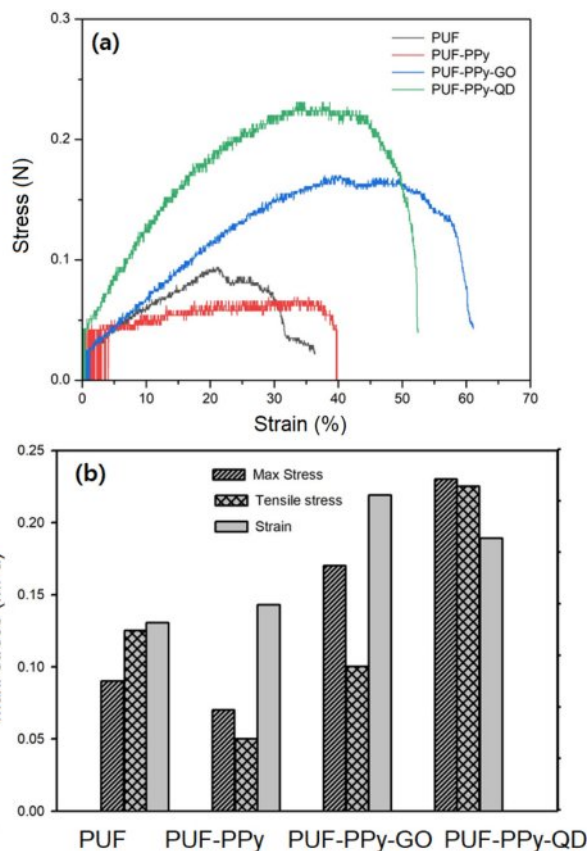 (a)
PUF
PUF-PPy
PUF-PPy-GO
PUF-PPy-QD
0.3
0.2
0.1
0.0
Stress (N)
0 10 20 30 40 50 60 70
Strain (%)
(b)
Max Stress
Tensile stress
Strain
0.25
0.20
0.15
0.10
0.05
0.00
PUF PUF-PPy PUF-PPy-GO PUF-PPy-QD